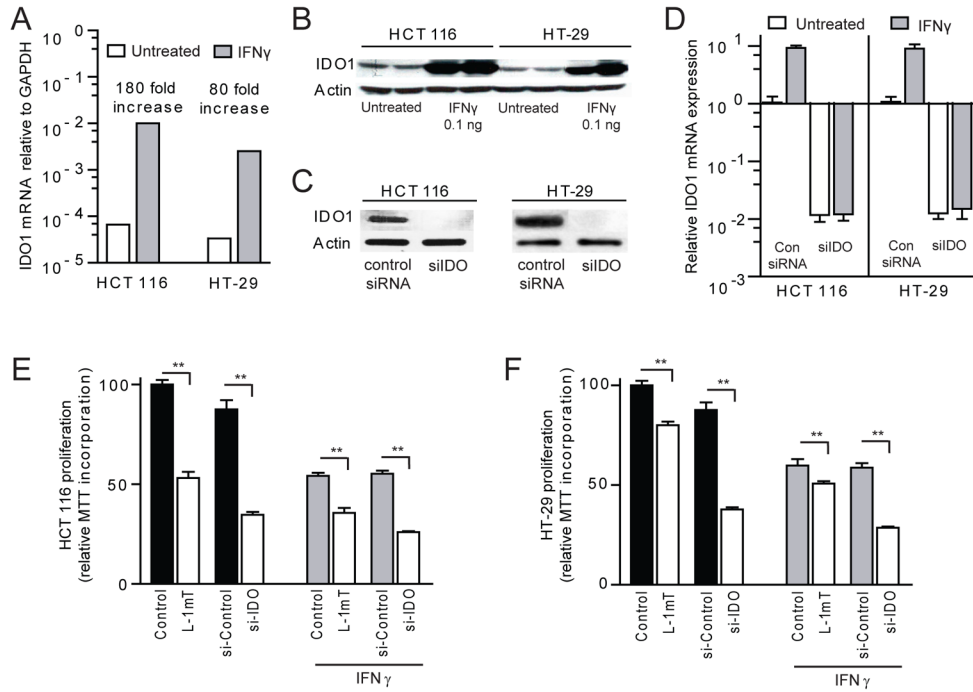 A
IDO1 mRNA relative to GAPDH
10 0
10 -1
10 -2
10 -3
10 -4
10 -5
Untreated
IFNγ
180 fold
increase
80 fold
increase
HCT 116
HT-29
B
HCT 116
HT-29
IDO1
Actin
Untreated
IFNγ
0.1 ng
Untreated
IFNγ
0.1 ng
C
HCT 116
HT-29
IDO1
Actin
control
siRNA
siIDO
control
siRNA
siIDO
D
Untreated
IFNγ
Relative IDO1 mRNA expression
10 1
10 0
10 -1
10 -2
10 -3
Con
siRNA
siIDO
Con
siRNA
siIDO
HCT 116
HT-29
E
HCT 116 proliferation
(relative MTT incorporation)
100
50
0
**
**
**
**
Control
L-1mT
si-Control
si-IDO
Control
L-1mT
si-Control
si-IDO
IFN γ
F
HT-29 proliferation
(relative MTT incorporation)
100
50
0
**
**
**
**
Control
L-1mT
si-Control
si-IDO
Control
L-1mT
si-Control
si-IDO
IFN γ